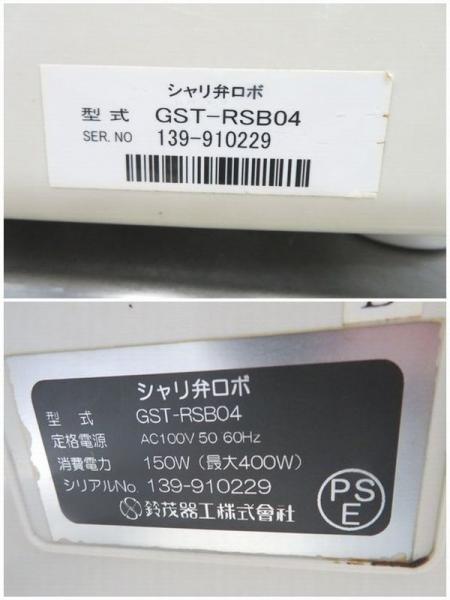 シャリ弁ロボ
型式 GST-RSB04
SER. NO 139-910229
シャリ弁ロボ
型式 GST-RSB04
定格電源 AC100V 50 60Hz
消費電力 150W (最大400W)
シリアルNo. 139-910229
鈴茂器工株式會社
PS
E